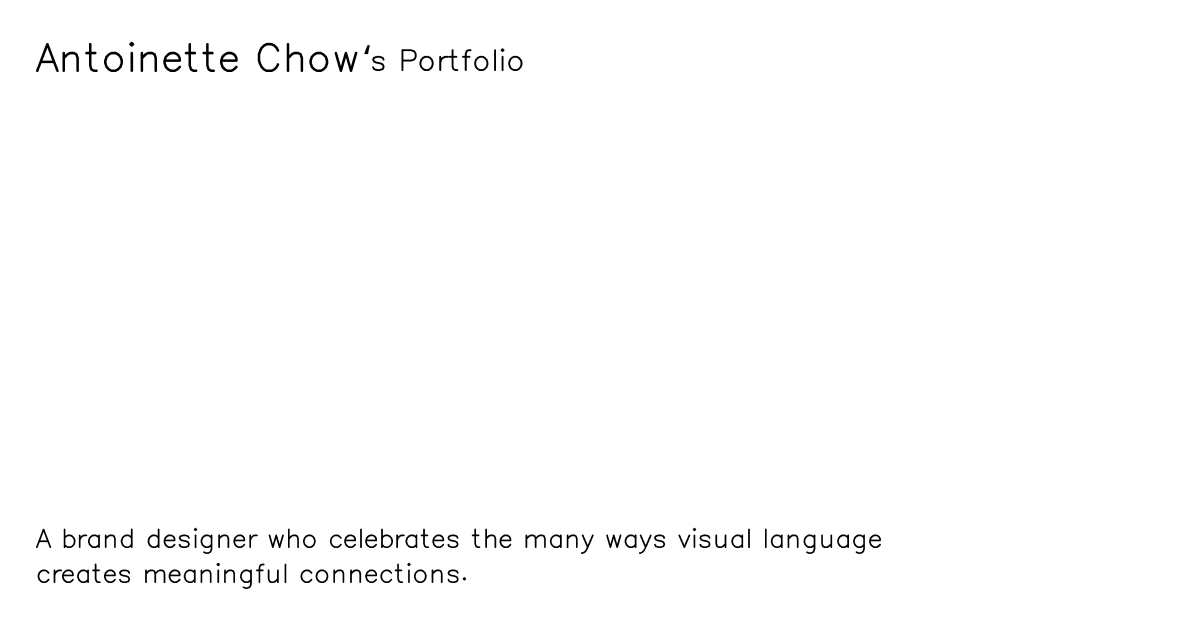 Antoinette Chow‘s Portfolio
A brand designer who celebrates the many ways visual language
creates meaningful connections.